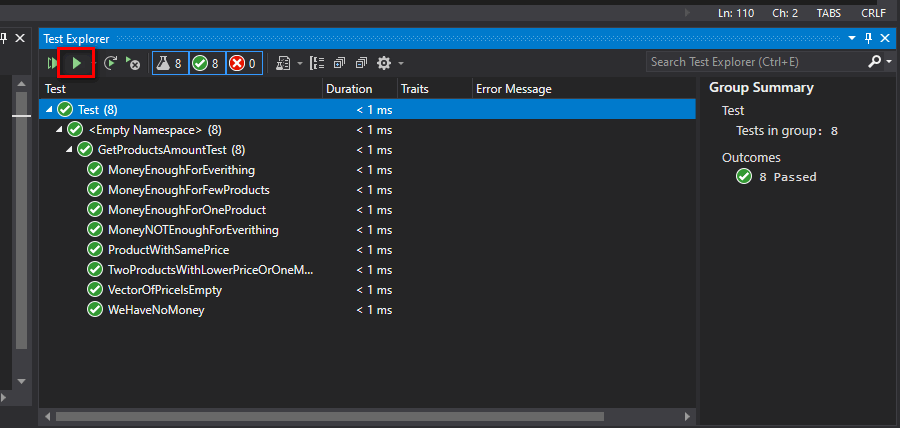 Ln: 110 Ch: 2 TABS CRLF
Test Explorer
8 8 0 Search Test Explorer (Ctrl+E)
Test Duration Traits Error Message
Test (8) < 1 ms
<Empty Namespace> (8) < 1 ms
GetProductsAmountTest (8) < 1 ms
MoneyEnoughForEverithing < 1 ms
MoneyEnoughForFewProducts < 1 ms
MoneyEnoughForOneProduct < 1 ms
MoneyNOTEnoughForEverithing < 1 ms
ProductWithSamePrice < 1 ms
TwoProductsWithLowerPriceOrOneM... < 1 ms
VectorOfPriceIsEmpty < 1 ms
WeHaveNoMoney < 1 ms
Group Summary
Test
Tests in group: 8
Outcomes
8 Passed